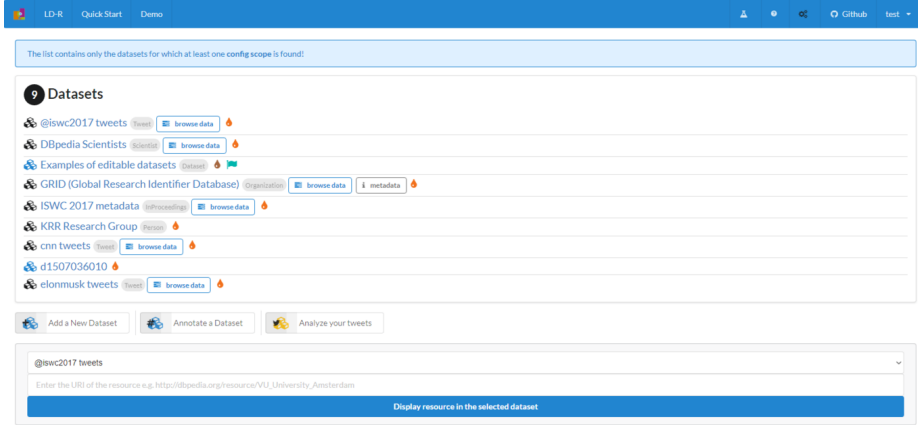 LD-R Quick Start Demo Github test
The list contains only the datasets for which at least one config scope is found!
9 Datasets
@iswc2017 tweets Tweet browse data
DBpedia Scientists Scientist browse data
Examples of editable datasets Dataset
GRID (Global Research Identifier Database) Organization browse data i metadata
ISWC 2017 metadata InProceedings browse data
KRR Research Group Person
cnn tweets Tweet browse data
d1507036010
elonmusk tweets Tweet browse data
Add a New Dataset Annotate a Dataset Analyze your tweets
@iswc2017 tweets
Enter the URI of the resource e.g. http://dbpedia.org/resource/VU_University_Amsterdam
Display resource in the selected dataset